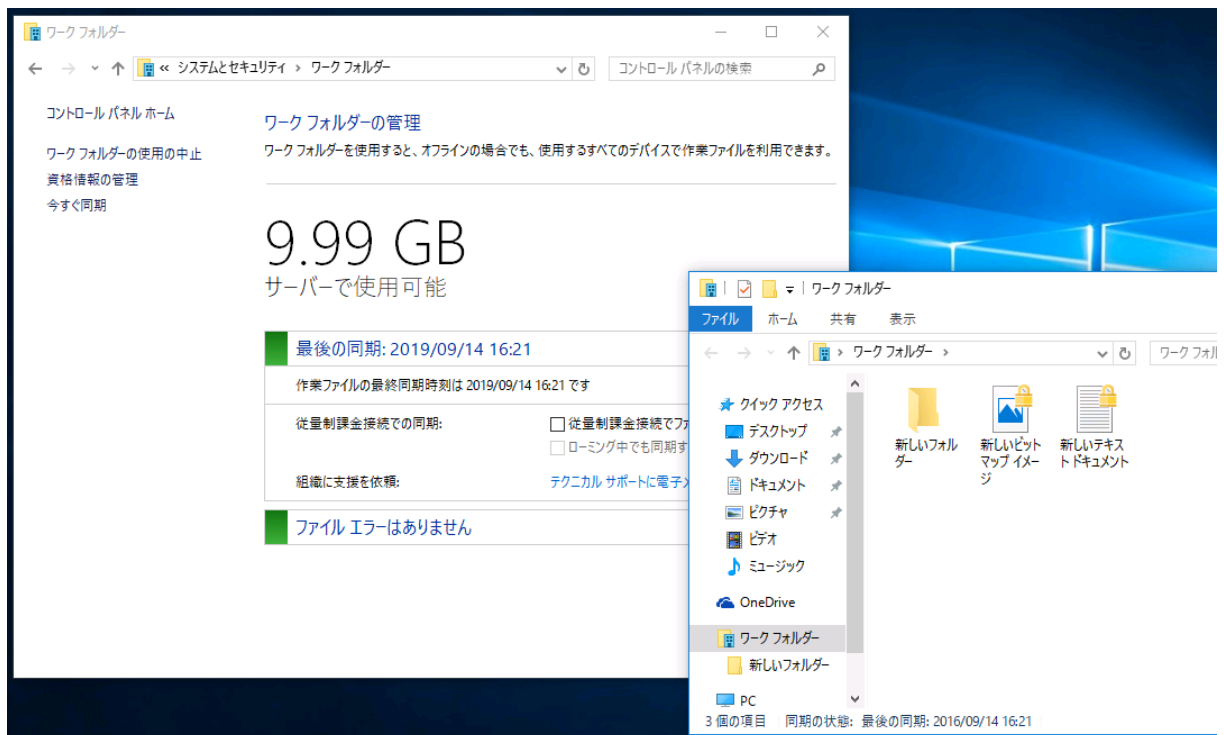 ワーク フォルダー
« システムとセキュリティ › ワーク フォルダー
コントロール パネルの検索
コントロール パネル ホーム
ワーク フォルダーの使用の中止
資格情報の管理
今すぐ同期
ワーク フォルダーの管理
ワーク フォルダーを使用すると、オフラインの場合でも、使用するすべてのデバイスで作業ファイルを利用できます。
9.99 GB
サーバーで使用可能
最後の同期: 2019/09/14 16:21
作業ファイルの最終同期時刻は 2019/09/14 16:21 です
従量制課金接続での同期:
従量制課金接続でフ
ローミング中でも同期す
組織に支援を依頼:
テクニカル サポートに電子メ
ファイル エラーはありません
ワーク フォルダー
ファイル ホーム 共有 表示
› ワーク フォルダー ›
ワーク フォル
クイック アクセス
デスクトップ
ダウンロード
ドキュメント
ピクチャ
ビデオ
ミュージック
OneDrive
ワーク フォルダー
新しいフォルダー
PC
新しいフォル
ダー
新しいビット
マップ イメー
ジ
新しいテキス
ト ドキュメント
3 個の項目 同期の状態: 最後の同期: 2016/09/14 16:21